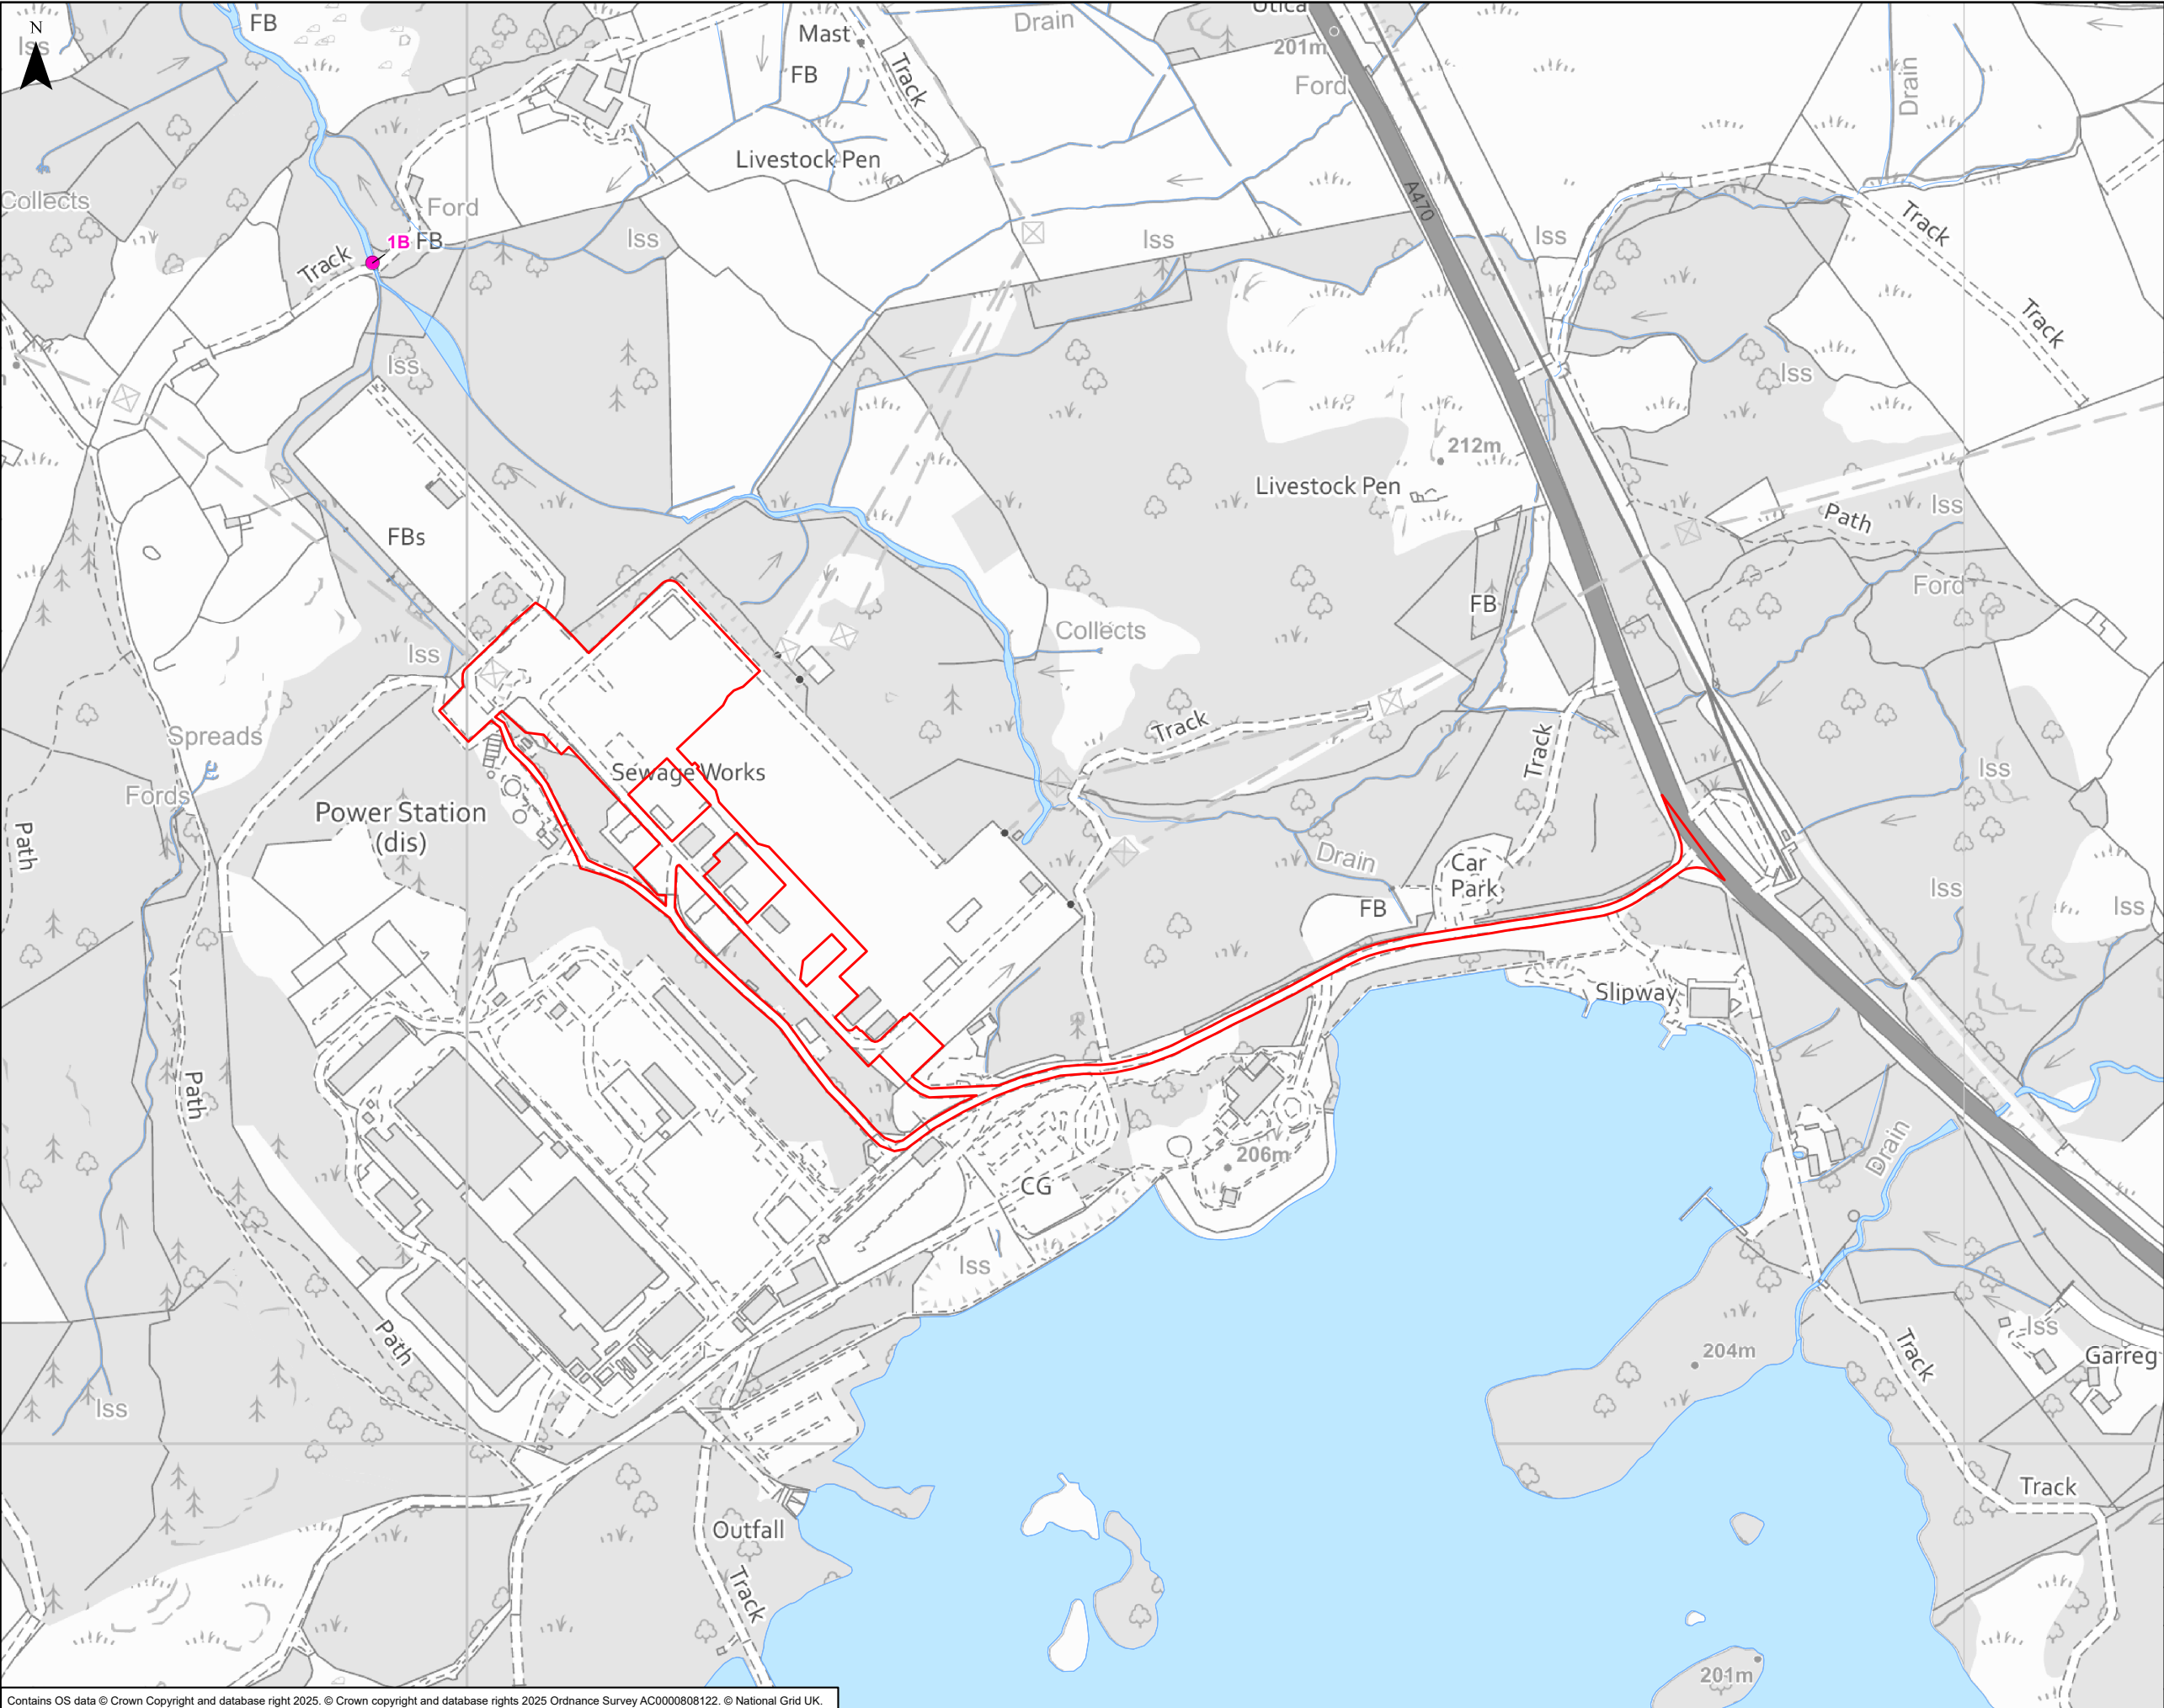 N
FB
Iss
Mast
FB
Track
Drain
Utica
201m
Ford
Drain
Livestock Pen
Collects
Ford
1B FB
Track
Iss
Iss
A470
Iss
Track
Track
Iss
Iss
212m
Livestock Pen
Path
Iss
FBs
Ford
FB
Collects
Iss
Spreads
Track
Track
Sewage Works
Iss
Fords
Power Station
(dis)
Path
Drain
Car
Park
FB
Iss
Iss
Slipway
Path
206m
CG
Drain
Iss
Path
Iss
204m
Track
Iss
Garreg
Track
Outfall
Track
201m
Contains OS data © Crown Copyright and database right 2025. © Crown copyright and database rights 2025 Ordnance Survey AC0000808122. © National Grid UK.